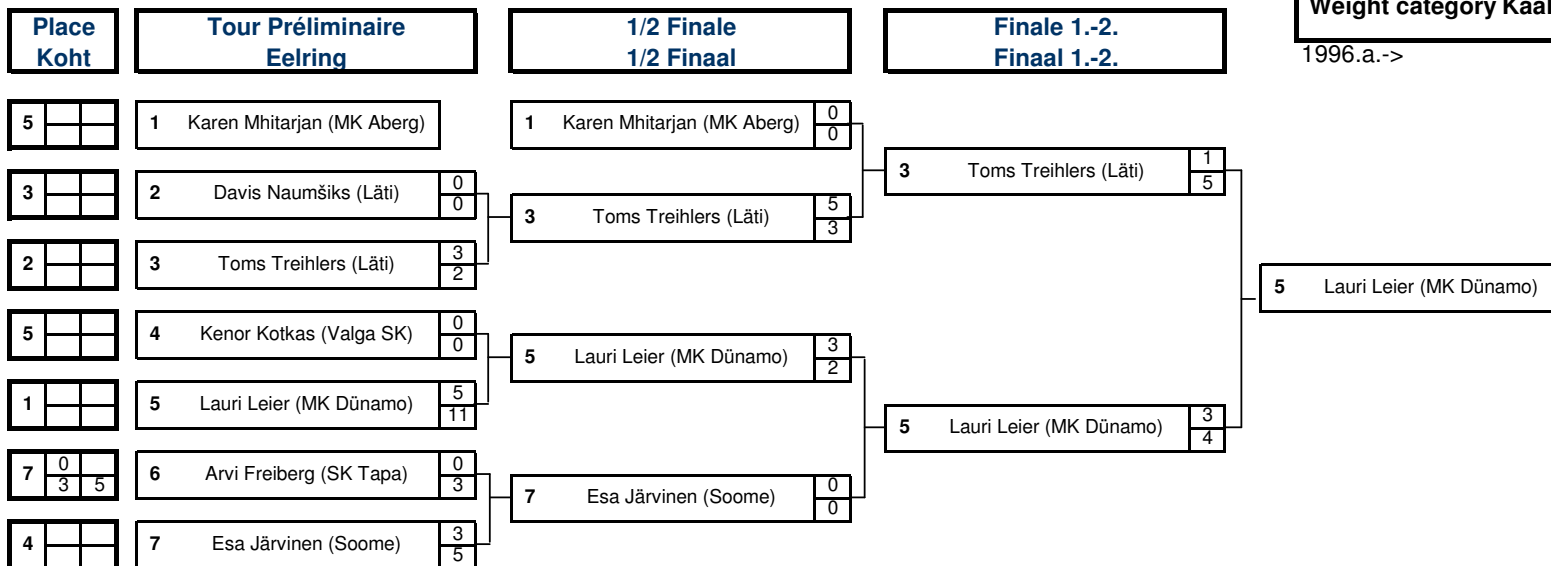 Place Tour Préliminaire 1/2 Finale Finale 1.-2.
Koht Eelring 1/2 Finaal Finaal 1.-2.
Weight category
1996.a.->
5 1 Karen Mhitarjan (MK Aberg) 1 Karen Mhitarjan (MK Aberg) 0
0
3 Toms Treihlers (Läti) 1
5
3 2 Davis Naumšiks (Läti) 0
0
3 Toms Treihlers (Läti) 5
3
2 3 Toms Treihlers (Läti) 3
2
5 Lauri Leier (MK Dünamo)
5 4 Kenor Kotkas (Valga SK) 0
0
5 Lauri Leier (MK Dünamo) 3
2
1 5 Lauri Leier (MK Dünamo) 5
11
5 Lauri Leier (MK Dünamo) 3
4
7 0 6 Arvi Freiberg (SK Tapa) 0
3 5 3
7 Esa Järvinen (Soome) 0
0
4 7 Esa Järvinen (Soome) 3
5